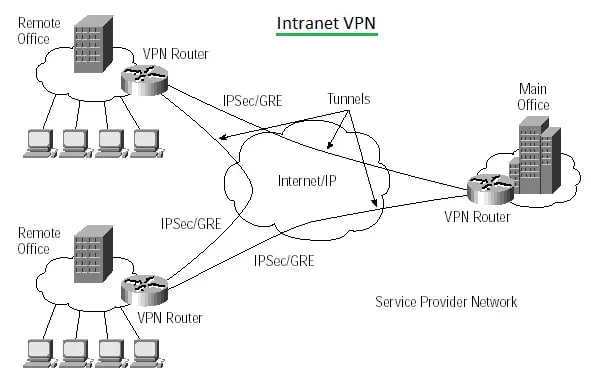 Intranet VPN
Remote
Office
VPN Router
IPSec/GRE
Tunnels
Main
Office
Internet/IP
VPN Router
IPSec/GRE
Remote
Office
IPSec/GRE
Service Provider Network
VPN Router